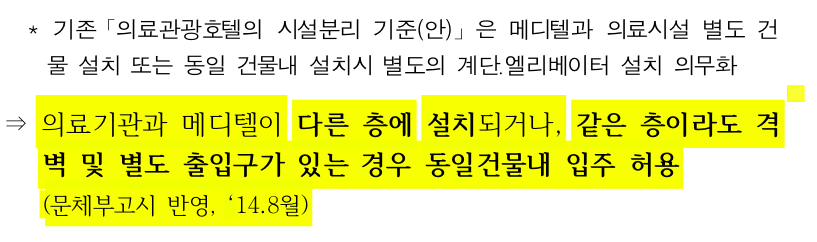 * 기존「의료관광호텔의 시설분리 기준(안)」은 메디텔과 의료시설 별도 건
물 설치 또는 동일 건물내 설치시 별도의 계단.엘리베이터 설치 의무화
⇒ 의료기관과 메디텔이 다른 층에 설치되거나, 같은 층이라도 격
벽 및 별도 출입구가 있는 경우 동일건물내 입주 허용
(문체부고시 반영, ‘14.8월)